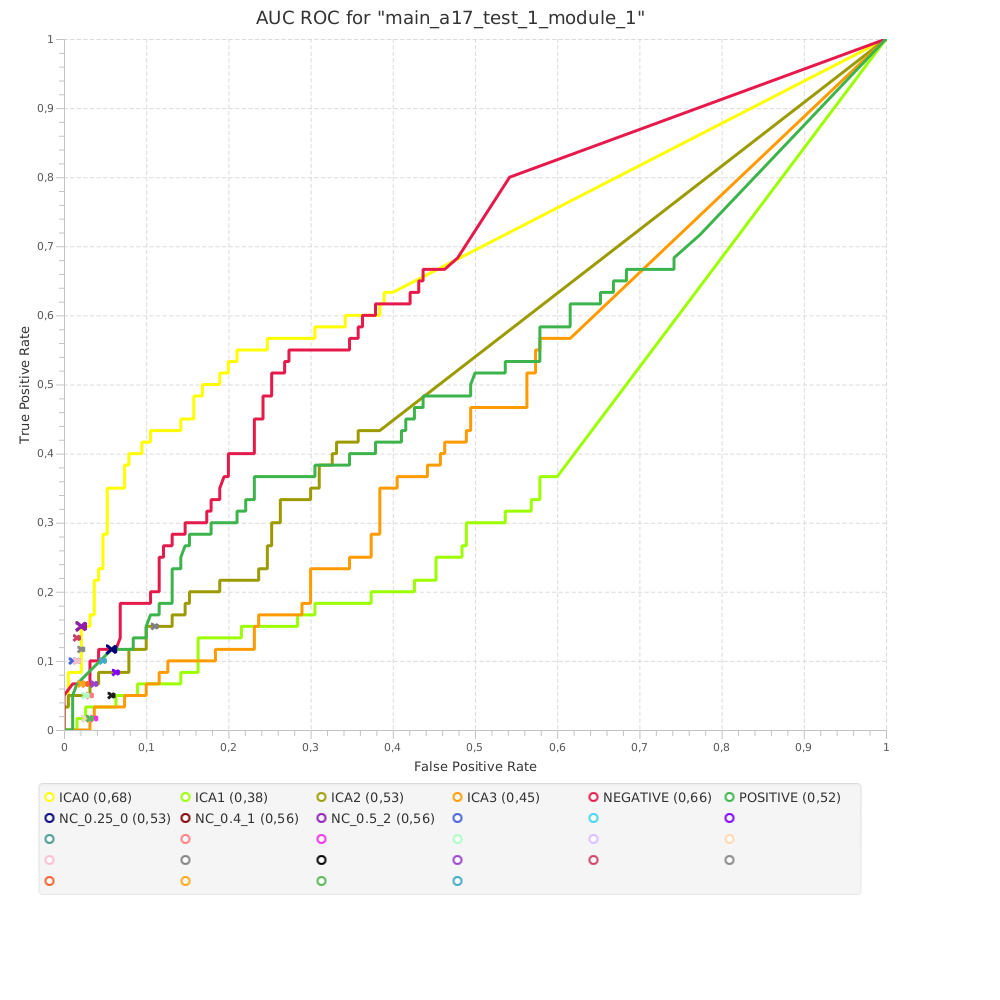 AUC ROC for "main_a17_test_1_module_1"
1
0,9
0,8
0,7
0,6
0,5
0,4
0,3
0,2
0,1
0
True Positive Rate
0 0,1 0,2 0,3 0,4 0,5 0,6 0,7 0,8 0,9 1
False Positive Rate
ICA0 (0,68) ICA1 (0,38) ICA2 (0,53) ICA3 (0,45) NEGATIVE (0,66) POSITIVE (0,52)
NC_0.25_0 (0,53) NC_0.4_1 (0,56) NC_0.5_2 (0,56)